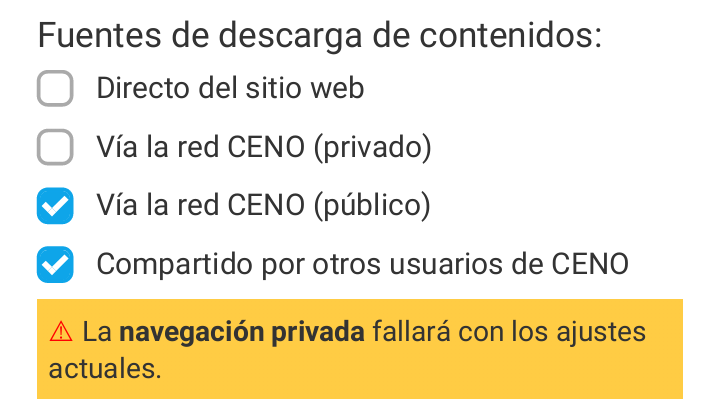 Fuentes de descarga de contenidos:
Directo del sitio web
Vía la red CENO (privado)
Vía la red CENO (público)
Compartido por otros usuarios de CENO
⚠ La navegación privada fallará con los ajustes
actuales.